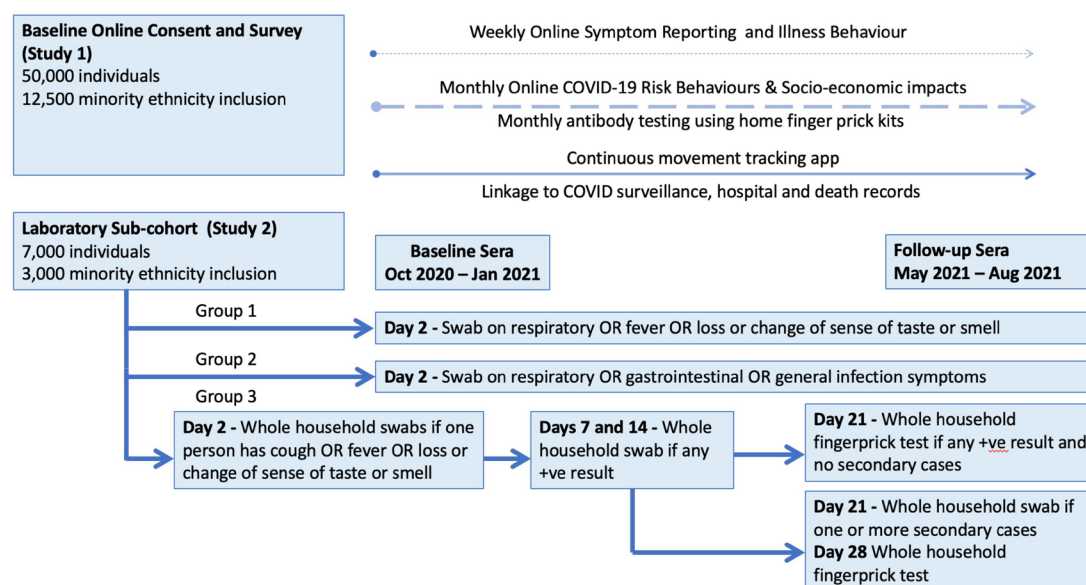 Baseline Online Consent and Survey
(Study 1)
50,000 individuals
12,500 minority ethnicity inclusion
Weekly Online Symptom Reporting and Illness Behaviour
Monthly Online COVID-19 Risk Behaviours & Socio-economic impacts
Monthly antibody testing using home finger prick kits
Continuous movement tracking app
Linkage to COVID surveillance, hospital and death records
Laboratory Sub-cohort (Study 2)
7,000 individuals
3,000 minority ethnicity inclusion
Baseline Sera
Oct 2020 – Jan 2021
Follow-up Sera
May 2021 – Aug 2021
Group 1
Day 2 - Swab on respiratory OR fever OR loss or change of sense of taste or smell
Group 2
Day 2 - Swab on respiratory OR gastrointestinal OR general infection symptoms
Group 3
Day 2 - Whole household swabs if one
person has cough OR fever OR loss or
change of sense of taste or smell
Days 7 and 14 - Whole
household swab if any
+ve result
Day 21 - Whole household
fingerprick test if any +ve result and
no secondary cases
Day 21 - Whole household swab if
one or more secondary cases
Day 28 Whole household
fingerprick test